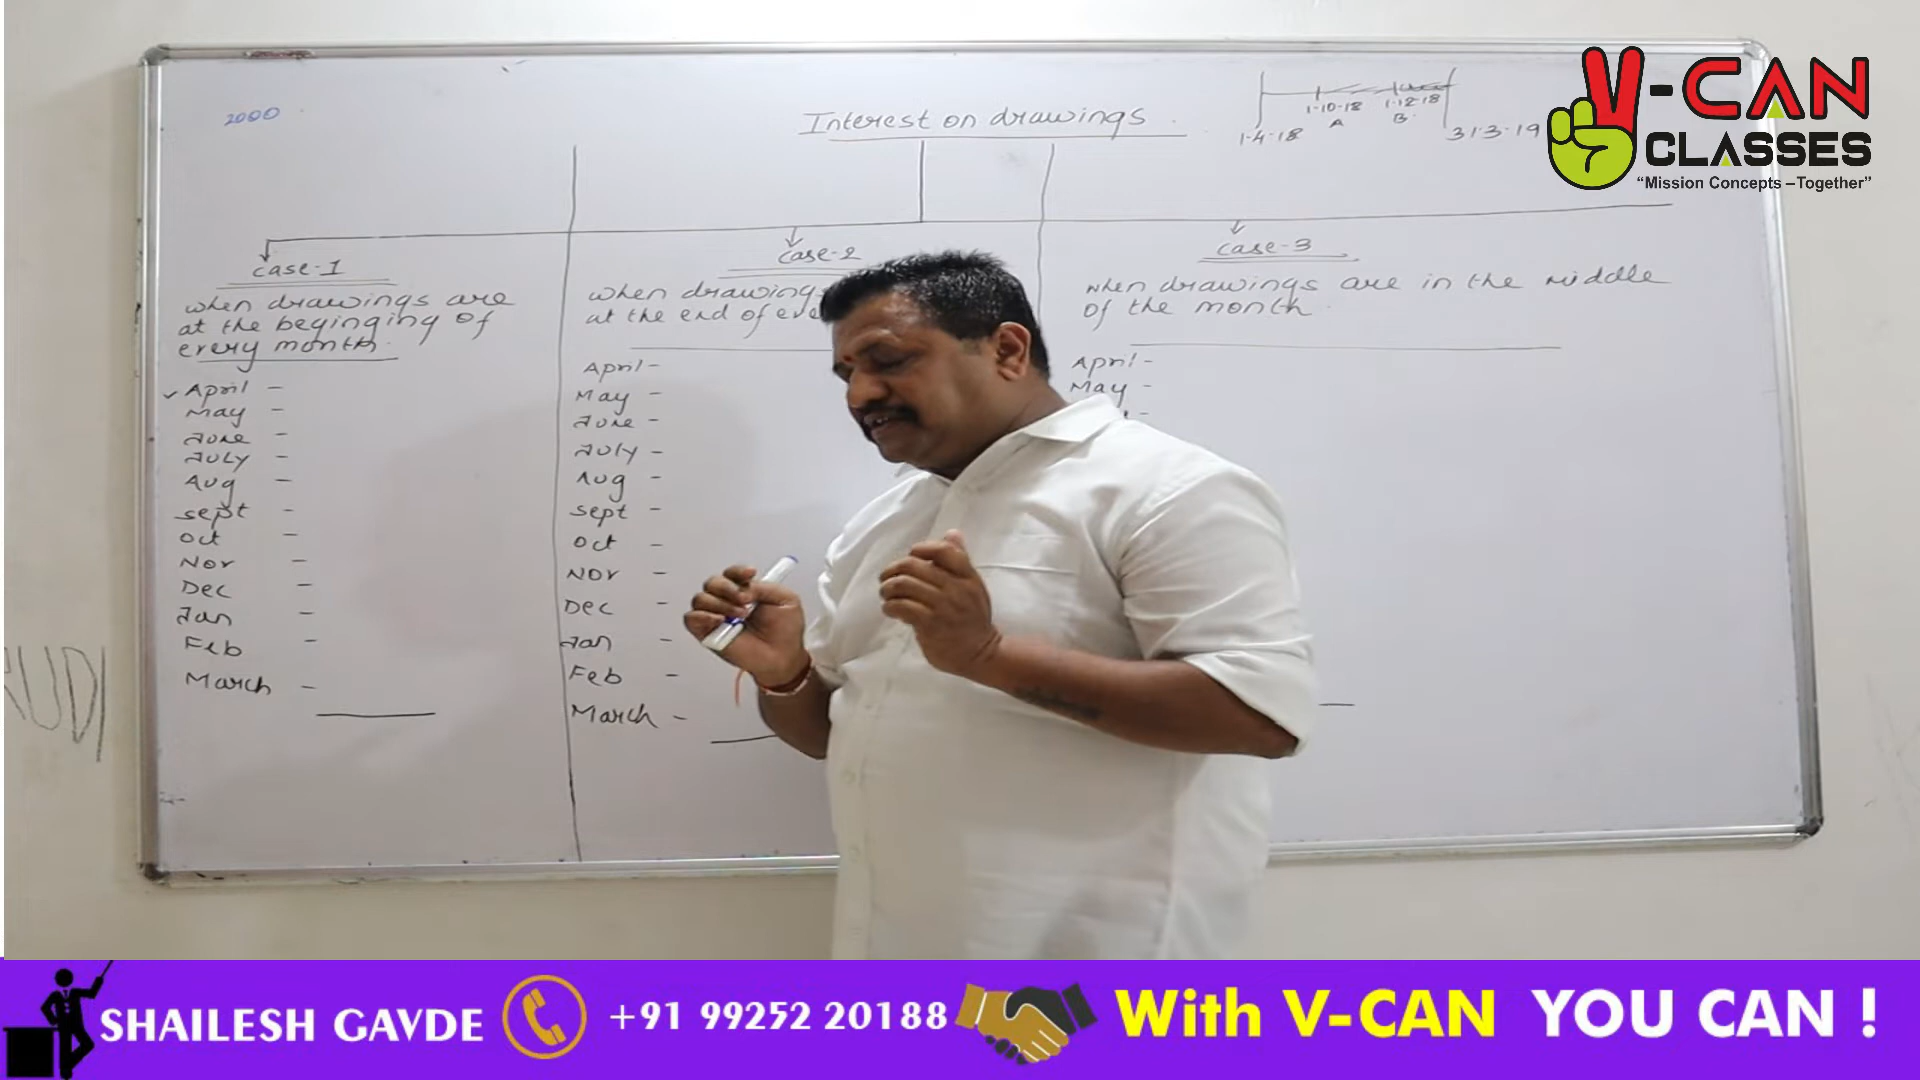 2000
Interest on drawings
1-4-18
1-10-18
A
1-12-18
B
31-3-19
V-CAN
CLASSES
“Mission Concepts –Together”
case-1
when drawings are
at the beginging of
every month.
April -
May -
June -
July -
Aug -
Sept -
Oct -
Nov -
Dec -
Jan -
Feb -
March -
case-2
when drawings
at the end of eve
April -
May -
June -
July -
Aug -
Sept -
Oct -
Nov -
Dec -
Jan -
Feb -
March -
case-3
when drawings are in the middle
of the month.
April -
May -
RUDI
SHAILESH GAVDE
+91 99252 20188
With V-CAN YOU CAN !